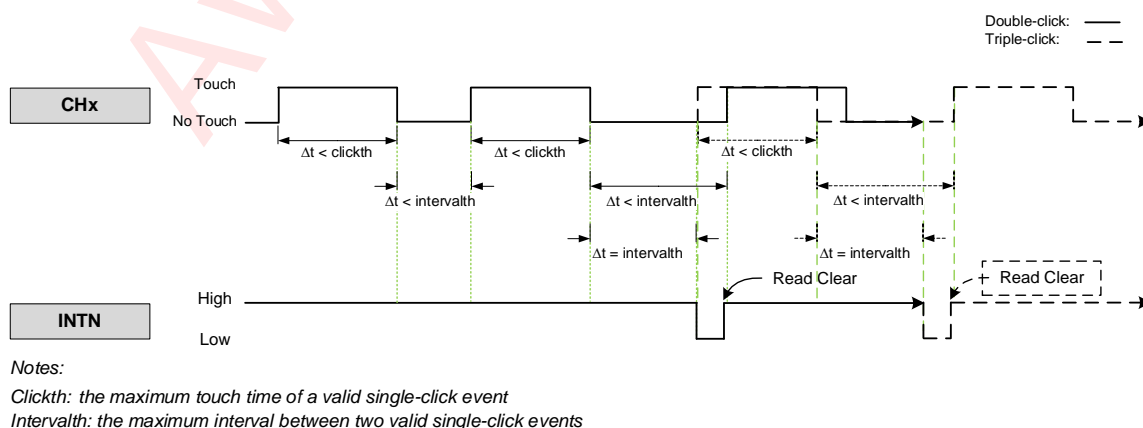 Aw
Double-click:
Triple-click:
CHx
Touch
No Touch
Δt < clickth
Δt < clickth
Δt < clickth
Δt < intervalth
Δt < intervalth
Δt < intervalth
Δt = intervalth
Δt = intervalth
INTN
High
Low
Read Clear
Read Clear
Notes:
Clickth: the maximum touch time of a valid single-click event
Intervalth: the maximum interval between two valid single-click events